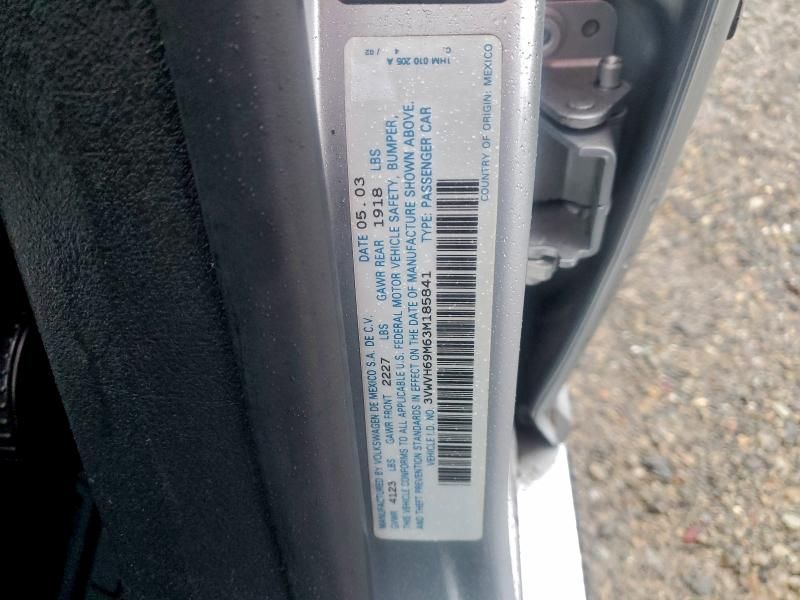 MANUFACTURED BY VOLKSWAGEN DE MEXICO S.A. DE C.V. DATE 05.03
GVWR 4123 LBS GAWR FRONT 2227 LBS GAWR REAR 1918 LBS
THIS VEHICLE CONFORMS TO ALL APPLICABLE U.S. FEDERAL MOTOR VEHICLE SAFETY, BUMPER,
AND THEFT PREVENTION STANDARDS IN EFFECT ON THE DATE OF MANUFACTURE SHOWN ABOVE.
VEHICLE I.D. NO. 3VWVH69M63M185841 TYPE: PASSENGER CAR
COUNTRY OF ORIGIN: MEXICO
1HM 010 205 A
4 / 02
C.